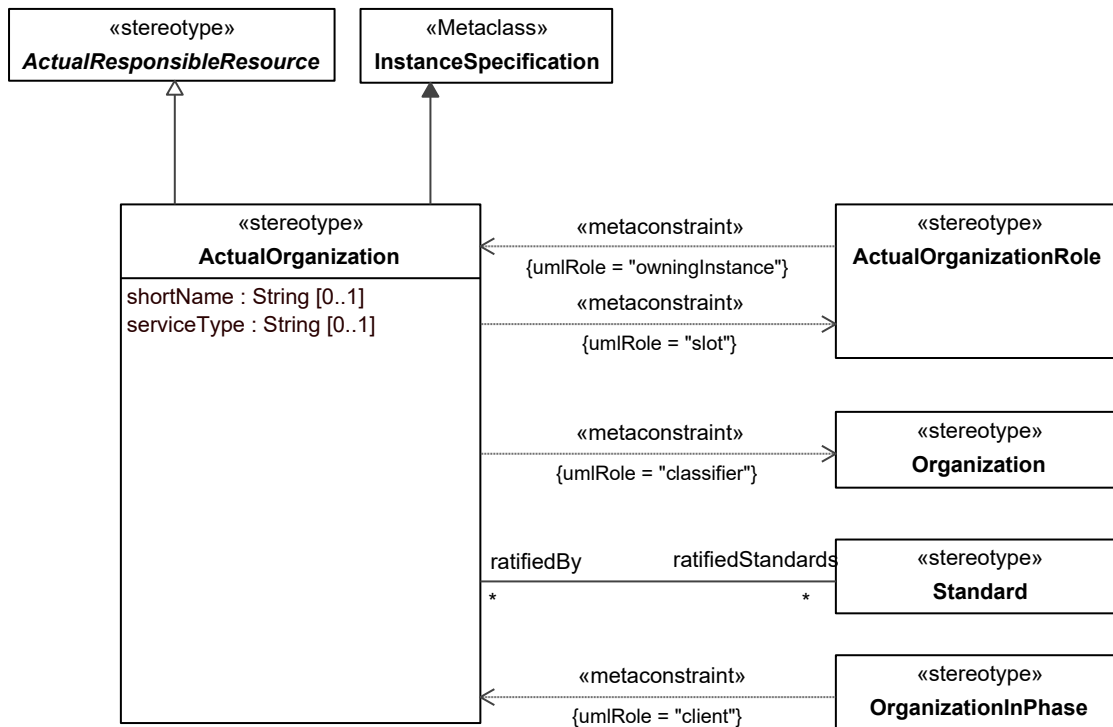 «stereotype»
ActualResponsibleResource
«Metaclass»
InstanceSpecification
«stereotype»
ActualOrganization
shortName : String [0..1]
serviceType : String [0..1]
«metaconstraint»
{umlRole = "owningInstance"}
«metaconstraint»
{umlRole = "slot"}
«stereotype»
ActualOrganizationRole
«metaconstraint»
{umlRole = "classifier"}
«stereotype»
Organization
ratifiedBy
ratifiedStandards
*
*
«stereotype»
Standard
«metaconstraint»
{umlRole = "client"}
«stereotype»
OrganizationInPhase